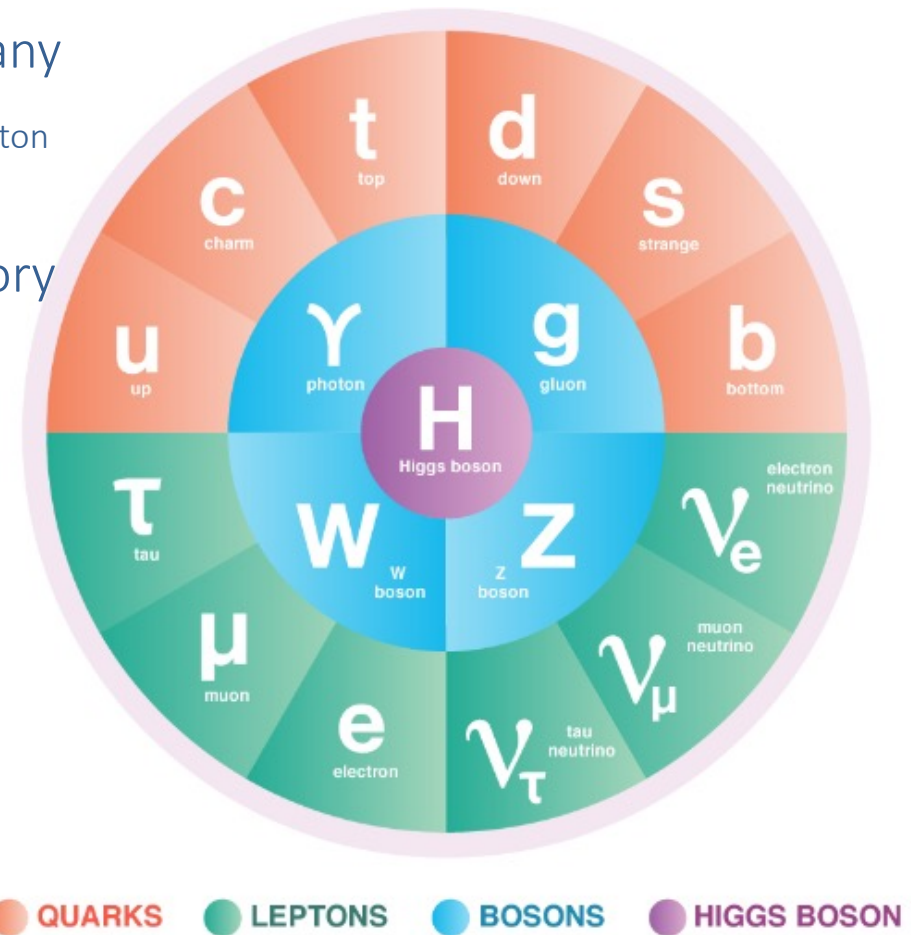 any
ton
ory
t
top
d
down
c
charm
s
strange
u
up
γ
photon
g
gluon
b
bottom
H
Higgs boson
τ
tau
W
W
boson
Z
Z
boson
νe
electron
neutrino
μ
muon
νμ
muon
neutrino
e
electron
ντ
tau
neutrino
QUARKS
LEPTONS
BOSONS
HIGGS BOSON